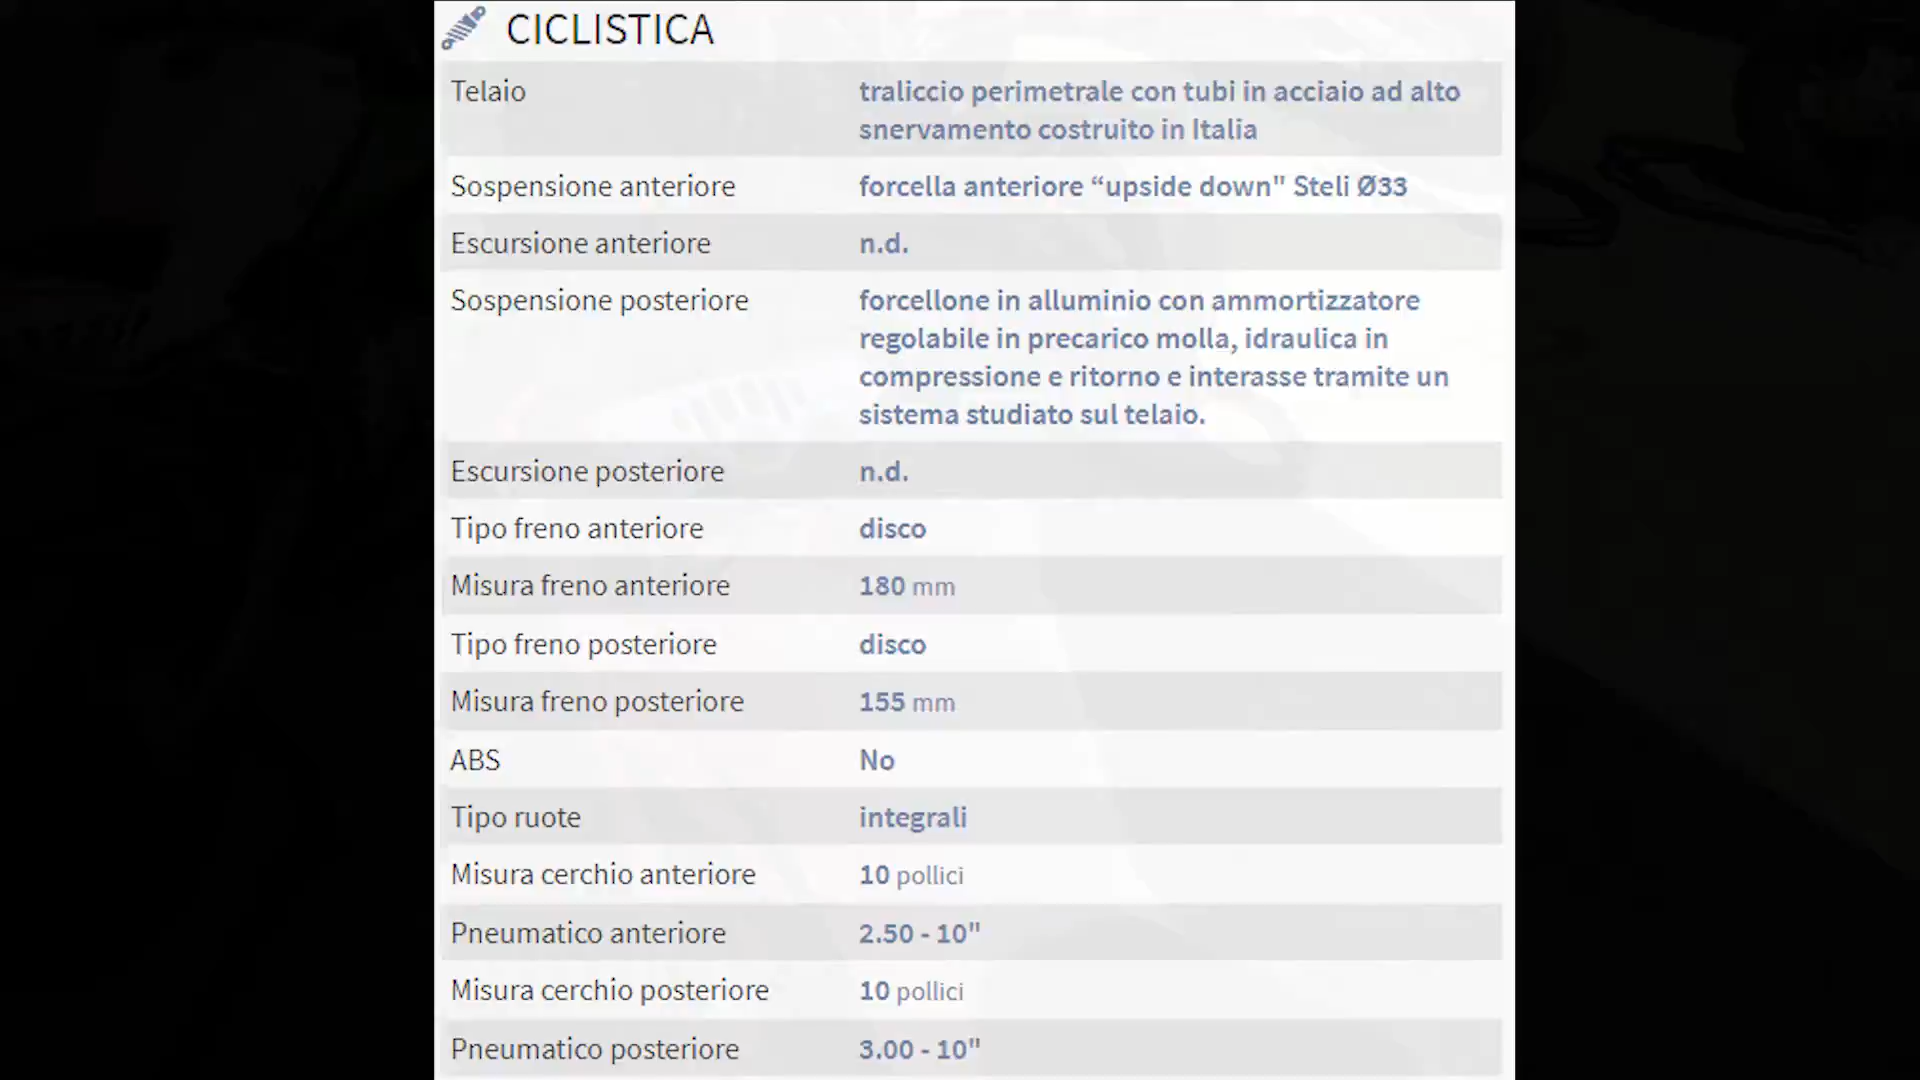 CICLISTICA
Telaio traliccio perimetrale con tubi in acciaio ad alto
snervamento costruito in Italia
Sospensione anteriore forcella anteriore “upside down" Steli Ø33
Escursione anteriore n.d.
Sospensione posteriore forcellone in alluminio con ammortizzatore
regolabile in precarico molla, idraulica in
compressione e ritorno e interasse tramite un
sistema studiato sul telaio.
Escursione posteriore n.d.
Tipo freno anteriore disco
Misura freno anteriore 180 mm
Tipo freno posteriore disco
Misura freno posteriore 155 mm
ABS No
Tipo ruote integrali
Misura cerchio anteriore 10 pollici
Pneumatico anteriore 2.50 - 10"
Misura cerchio posteriore 10 pollici
Pneumatico posteriore 3.00 - 10"